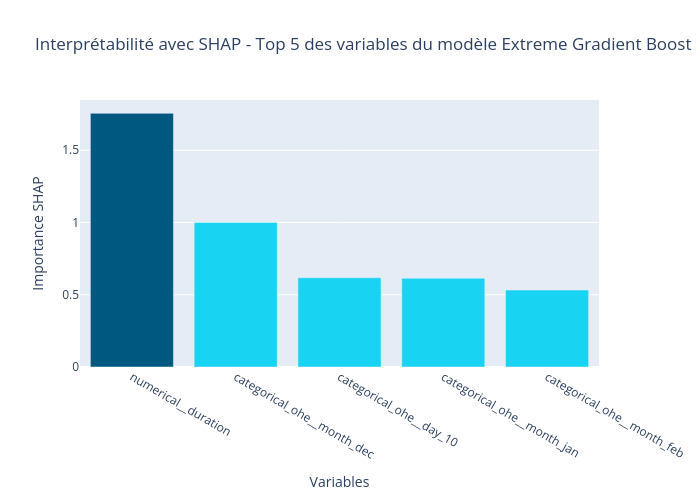 Interprétabilité avec SHAP - Top 5 des variables du modèle Extreme Gradient Boost
Importance SHAP
1.5
1
0.5
0
numerical__duration
categorical_ohe__month_dec
categorical_ohe__day_10
categorical_ohe__month_jan
categorical_ohe__month_feb
Variables